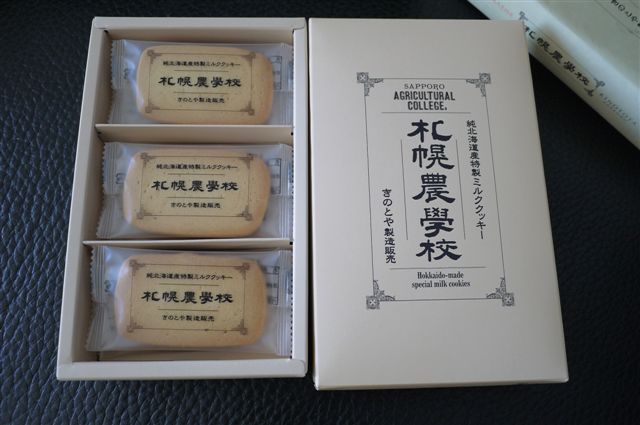 純北海道産特製ミルククッキー
札幌農學校
きのとや製造販売
純北海道産特製ミルククッキー
札幌農學校
きのとや製造販売
純北海道産特製ミルククッキー
札幌農學校
きのとや製造販売
SAPPORO
AGRICULTURAL
COLLEGE.
純北海道産特製ミルククッキー
札幌農學校
きのとや製造販売
Hokkaido-made
special milk cookies
札幌農學校